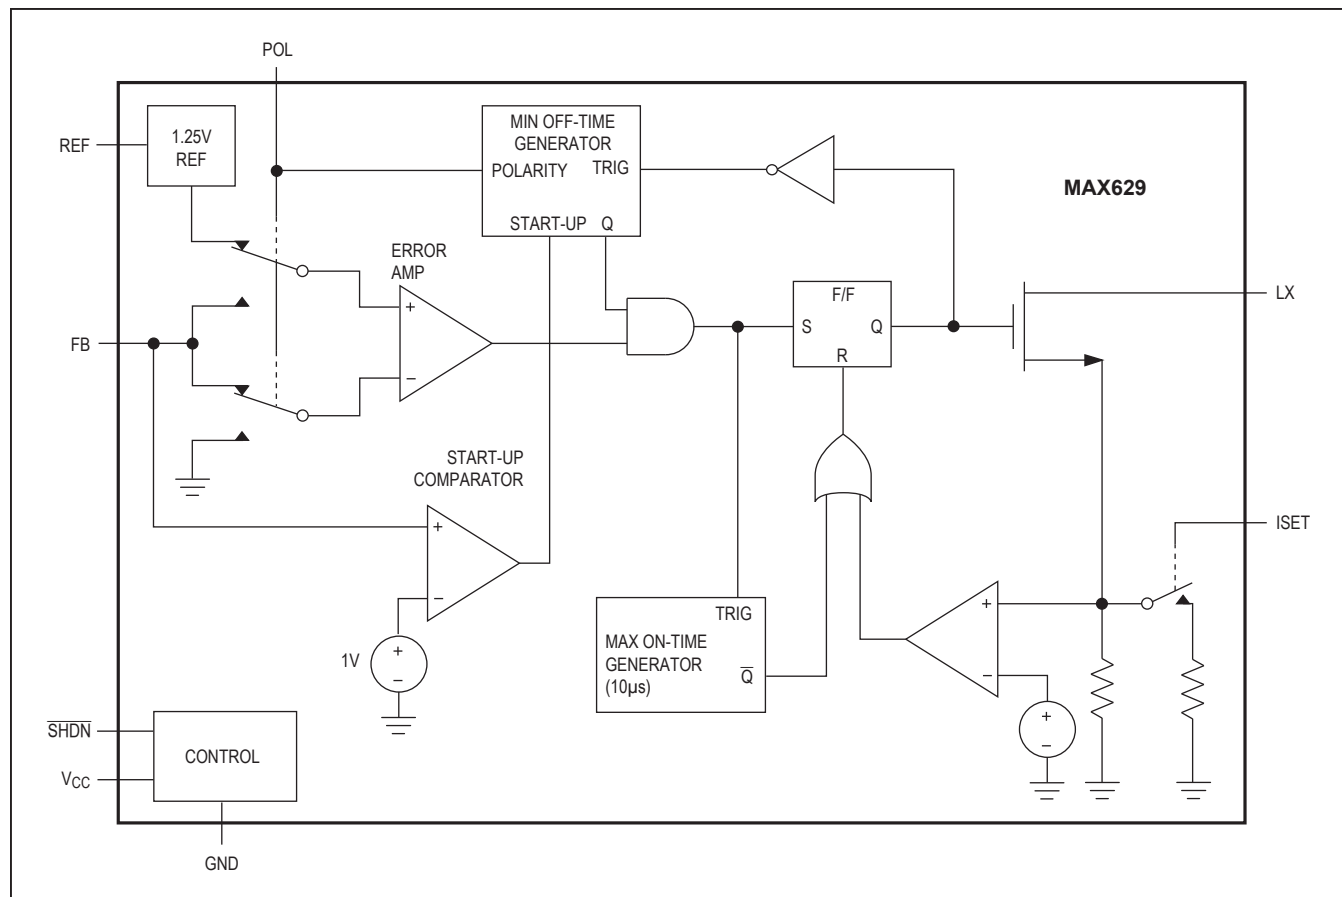 POL
REF
1.25V
REF
MIN OFF-TIME
GENERATOR
POLARITY TRIG
START-UP Q
MAX629
ERROR
AMP
+
−
F/F
S Q
R
LX
FB
START-UP
COMPARATOR
+
−
1V
+
−
ISET
TRIG
MAX ON-TIME
GENERATOR
(10µs)
Q̅
+
−
+
−
S̅H̅D̅N̅
VCC
CONTROL
GND